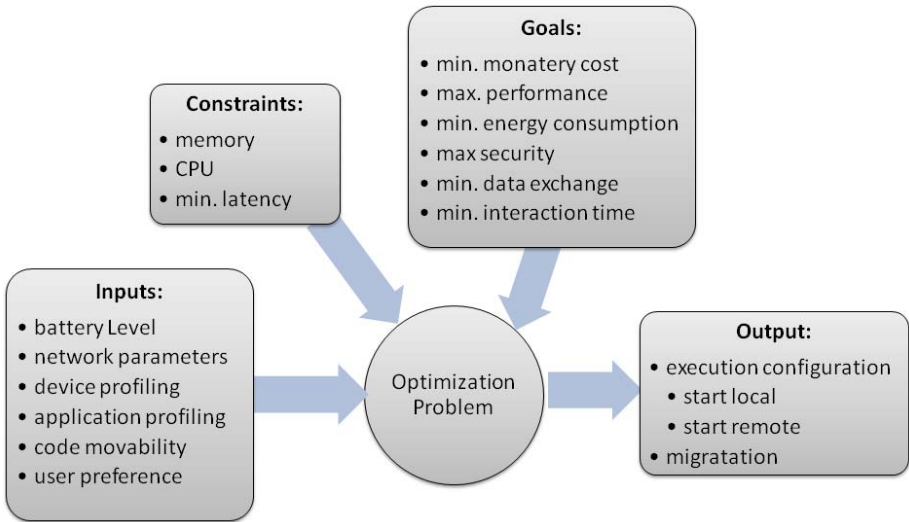 Goals:
• min. monatery cost
• max. performance
• min. energy consumption
• max security
• min. data exchange
• min. interaction time
Constraints:
• memory
• CPU
• min. latency
Inputs:
• battery Level
• network parameters
• device profiling
• application profiling
• code movability
• user preference
Optimization
Problem
Output:
• execution configuration
• start local
• start remote
• migratation